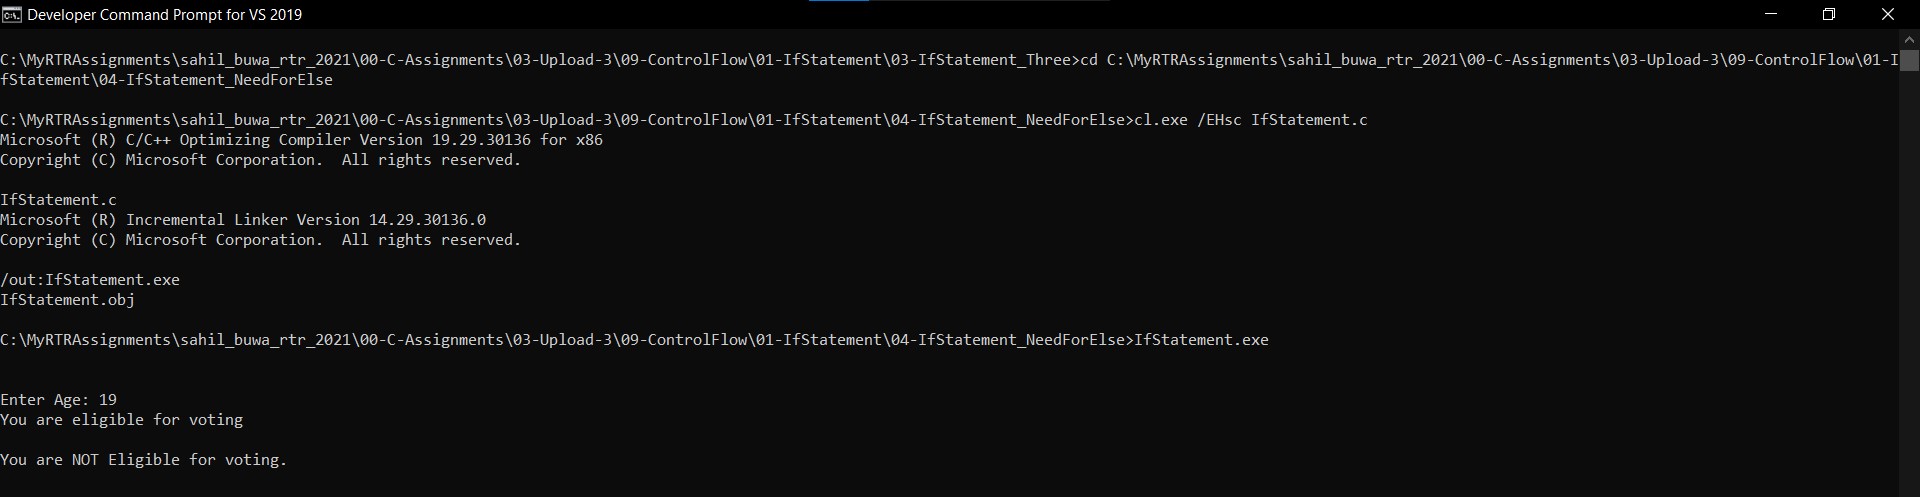 Developer Command Prompt for VS 2019
C:\MyRTRAssignments\sahil_buwa_rtr_2021\00-C-Assignments\03-Upload-3\09-ControlFlow\01-IfStatement\03-IfStatement_Three>cd C:\MyRTRAssignments\sahil_buwa_rtr_2021\00-C-Assignments\03-Upload-3\09-ControlFlow\01-I
fStatement\04-IfStatement_NeedForElse
C:\MyRTRAssignments\sahil_buwa_rtr_2021\00-C-Assignments\03-Upload-3\09-ControlFlow\01-IfStatement\04-IfStatement_NeedForElse>cl.exe /EHsc IfStatement.c
Microsoft (R) C/C++ Optimizing Compiler Version 19.29.30136 for x86
Copyright (C) Microsoft Corporation.  All rights reserved.
IfStatement.c
Microsoft (R) Incremental Linker Version 14.29.30136.0
Copyright (C) Microsoft Corporation.  All rights reserved.
/out:IfStatement.exe
IfStatement.obj
C:\MyRTRAssignments\sahil_buwa_rtr_2021\00-C-Assignments\03-Upload-3\09-ControlFlow\01-IfStatement\04-IfStatement_NeedForElse>IfStatement.exe
Enter Age: 19
You are eligible for voting
You are NOT Eligible for voting.